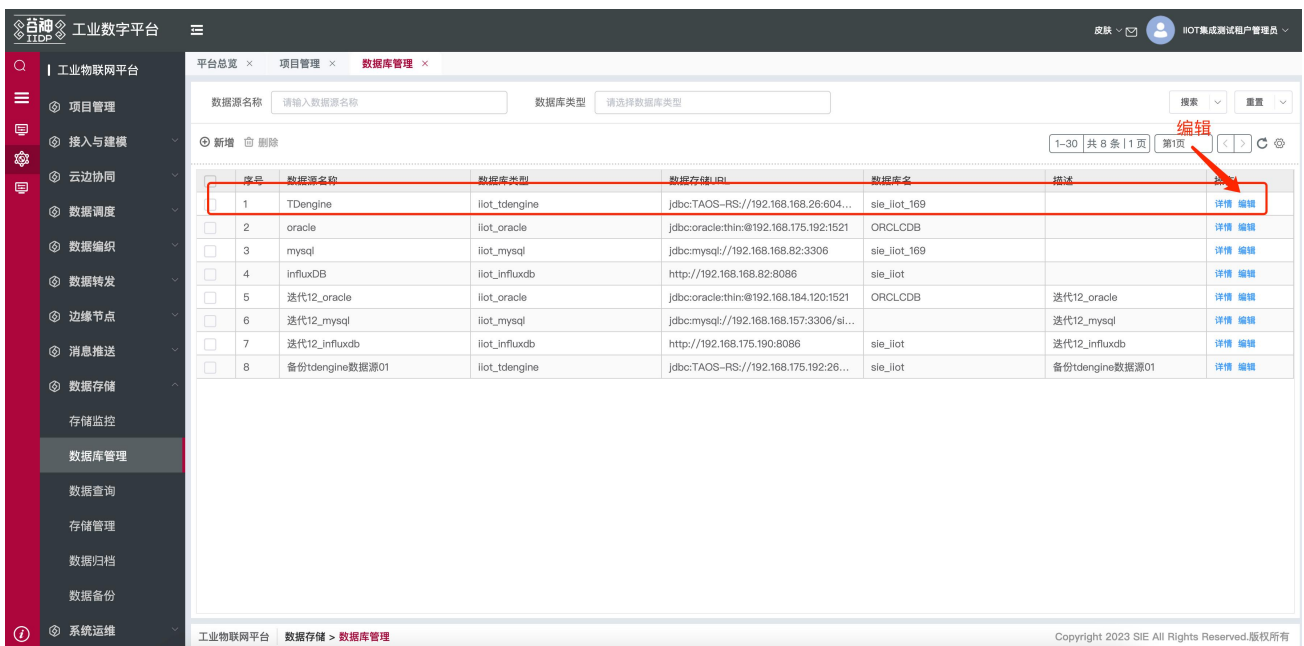 谷神 IIDP 工业数字平台 皮肤 IIOT集成测试租户管理员
工业物联网平台 平台总览 × 项目管理 × 数据库管理 ×
项目管理 数据源名称 请输入数据源名称 数据库类型 请选择数据库类型 搜索 重置
编辑
接入与建模 新增 删除 1-30 共 8 条 | 1 页 第1页
云边协同 序号 数据源名称 数据库类型 数据存储URL 数据库名 描述
1 TDengine iiot_tdengine jdbc:TAOS-RS://192.168.168.26:604... sie_iiot_169 详情 编辑
数据调度
2 oracle iiot_oracle jdbc:oracle:thin:@192.168.175.192:1521 ORCLCDB 详情 编辑
数据编织
3 mysql iiot_mysql jdbc:mysql://192.168.168.82:3306 sie_iiot_169 详情 编辑
4 influxDB iiot_influxdb http://192.168.168.82:8086 sie_iiot 详情 编辑
数据转发
5 迭代12_oracle iiot_oracle jdbc:oracle:thin:@192.168.184.120:1521 ORCLCDB 迭代12_oracle 详情 编辑
边缘节点
6 迭代12_mysql iiot_mysql jdbc:mysql://192.168.168.157:3306/si... 迭代12_mysql 详情 编辑
7 迭代12_influxdb iiot_influxdb http://192.168.175.190:8086 sie_iiot 迭代12_influxdb 详情 编辑
消息推送
8 备份tdengine数据源01 iiot_tdengine jdbc:TAOS-RS://192.168.175.192:26... sie_iiot 备份tdengine数据源01 详情 编辑
数据存储
存储监控
数据库管理
数据查询
存储管理
数据归档
数据备份
系统运维
工业物联网平台 数据存储 > 数据库管理 Copyright 2023 SIE All Rights Reserved.版权所有